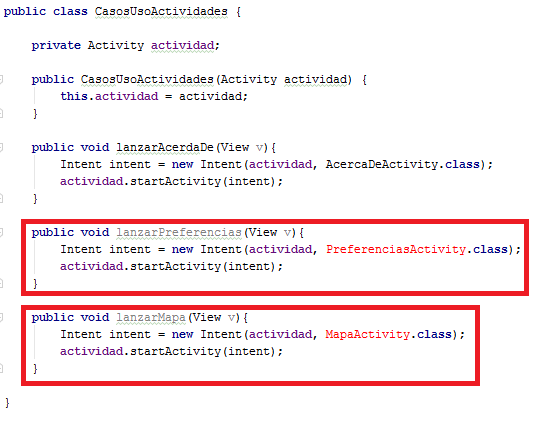 public class CasosUsoActividades {
private Activity actividad;
public CasosUsoActividades(Activity actividad) {
this.actividad = actividad;
}
public void lanzarAcerdaDe(View v){
Intent intent = new Intent(actividad, AcercaDeActivity.class);
actividad.startActivity(intent);
}
public void lanzarPreferencias(View v){
Intent intent = new Intent(actividad, PreferenciasActivity.class);
actividad.startActivity(intent);
}
public void lanzarMapa(View v){
Intent intent = new Intent(actividad, MapaActivity.class);
actividad.startActivity(intent);
}
}